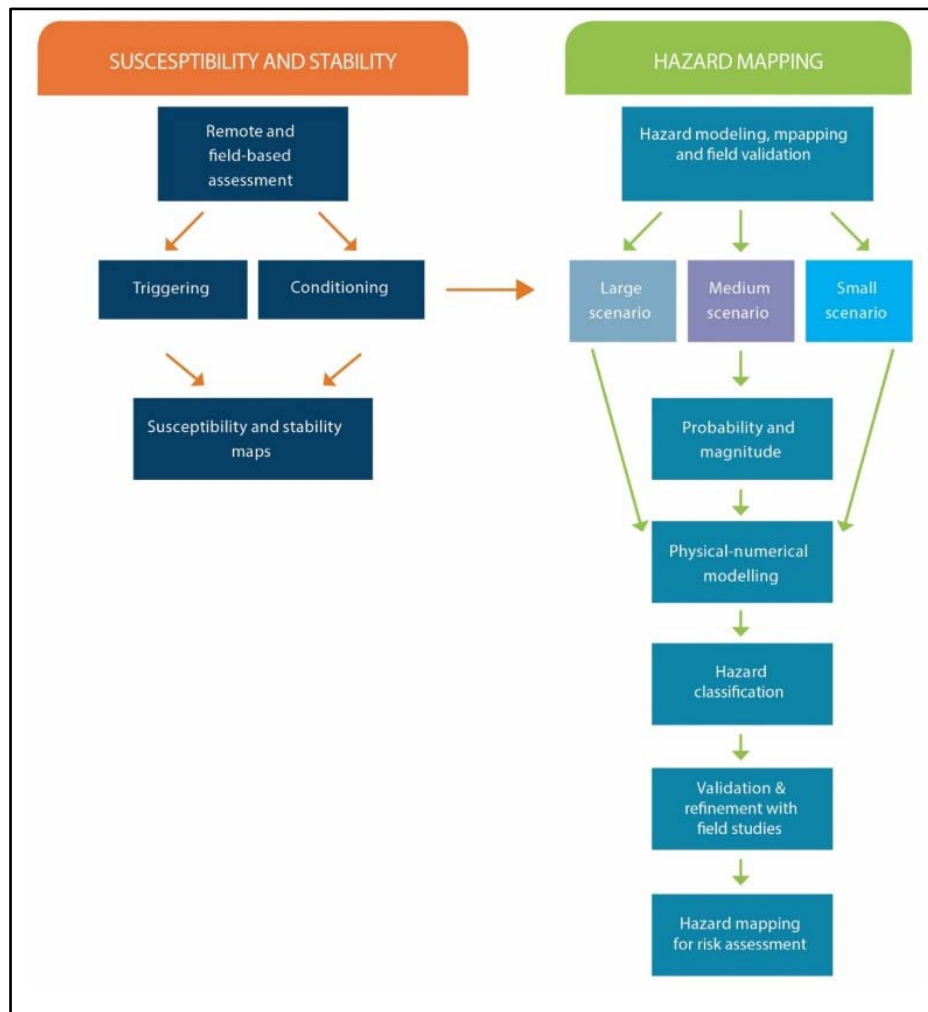 SUSCESPTIBILITY AND STABILITY
Remote and
field-based
assessment
Triggering
Conditioning
Susceptibility and stability
maps
HAZARD MAPPING
Hazard modeling, mpapping
and field validation
Large
scenario
Medium
scenario
Small
scenario
Probability and
magnitude
Physical-numerical
modelling
Hazard
classification
Validation &
refinement with
field studies
Hazard mapping
for risk assessment